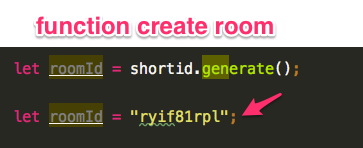 function create room
let roomId = shortid.generate();
let roomId = "ryif81rpl";